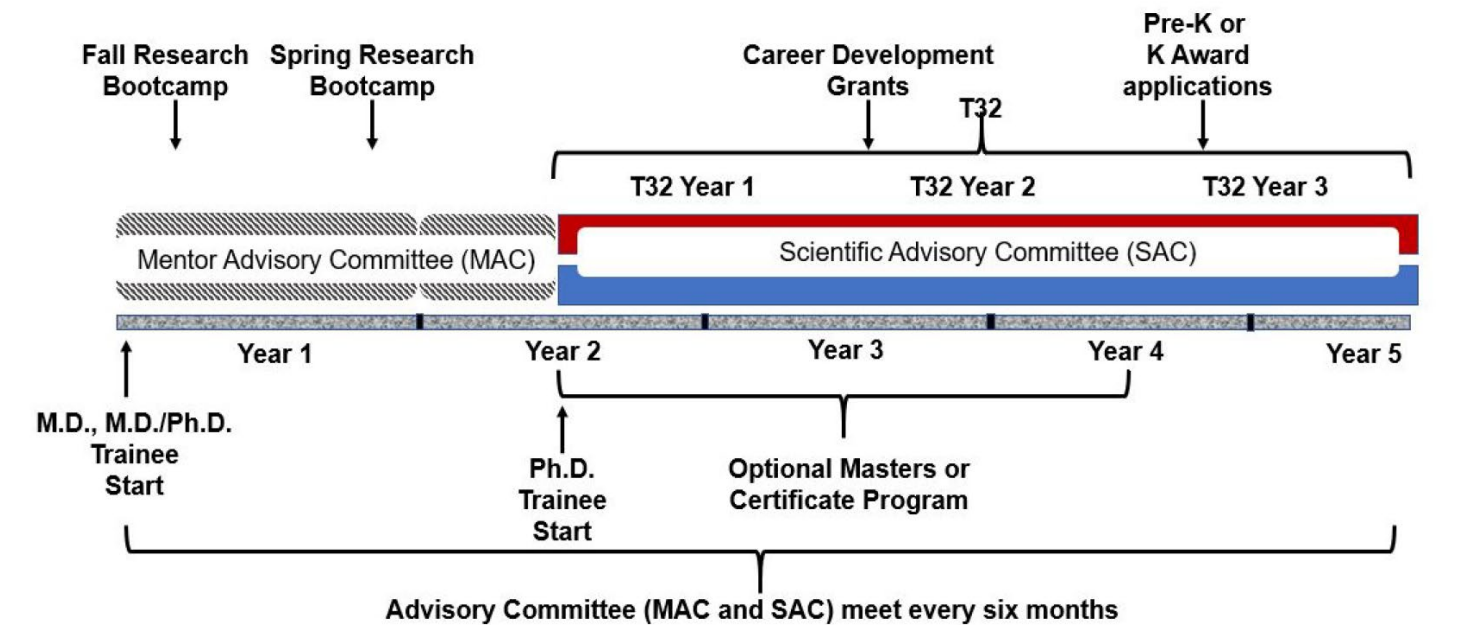 Fall Research
Bootcamp
Spring Research
Bootcamp
Career Development
Grants
T32
Pre-K or
K Award
applications
T32 Year 1
T32 Year 2
T32 Year 3
Mentor Advisory Committee (MAC)
Scientific Advisory Committee (SAC)
Year 1
Year 2
Year 3
Year 4
Year 5
M.D., M.D./Ph.D.
Trainee
Start
Ph.D.
Trainee
Start
Optional Masters or
Certificate Program
Advisory Committee (MAC and SAC) meet every six months